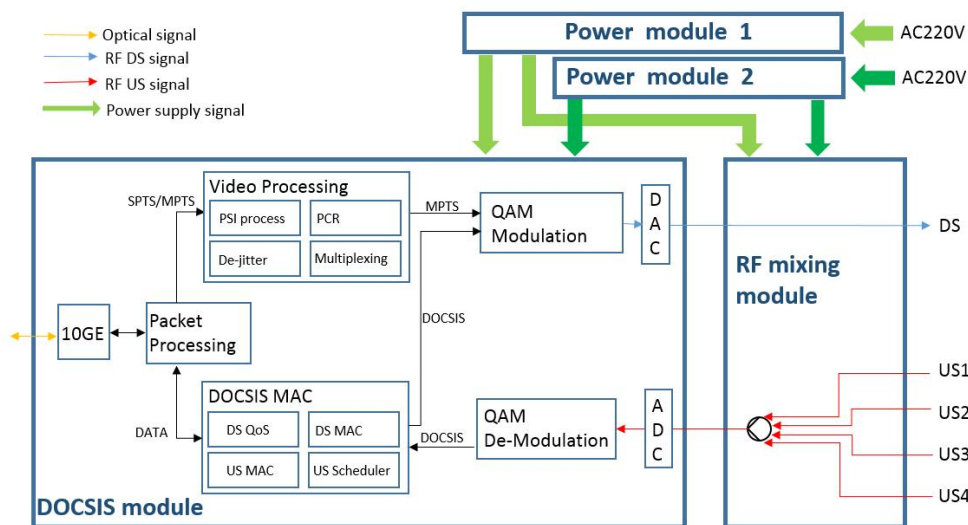 Optical signal
RF DS signal
RF US signal
Power supply signal
Power module 1
AC220V
Power module 2
AC220V
Video Processing
PSI process
PCR
De-jitter
Multiplexing
SPTS/MPTS
MPTS
QAM
Modulation
D
A
C
DS
RF mixing
module
10GE
Packet
Processing
DOCSIS
DATA
DOCSIS MAC
DS QoS
DS MAC
US MAC
US Scheduler
DOCSIS
QAM
De-Modulation
A
D
C
US1
US2
US3
US4
DOCSIS module